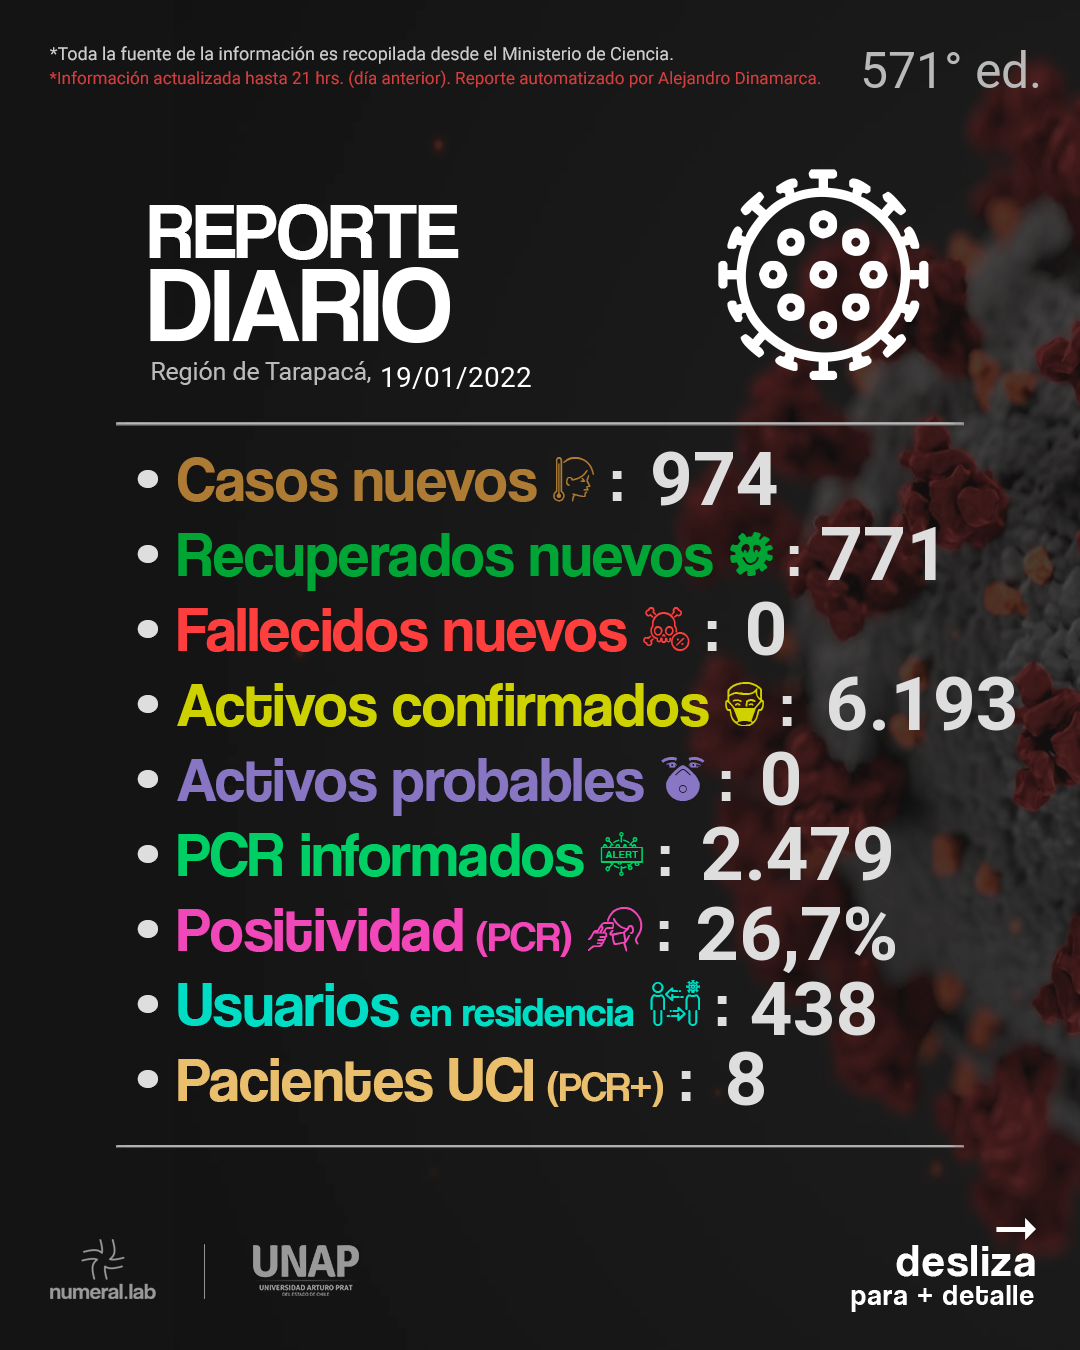 *Toda la fuente de la información es recopilada desde el Ministerio de Ciencia.
*Información actualizada hasta 21 hrs. (día anterior). Reporte automatizado por Alejandro Dinamarca.
571° ed.
REPORTE
DIARIO
Región de Tarapacá, 19/01/2022
• Casos nuevos : 974
• Recuperados nuevos : 771
• Fallecidos nuevos : 0
• Activos confirmados : 6.193
• Activos probables : 0
• PCR informados ALERT : 2.479
• Positividad (PCR) : 26,7%
• Usuarios en residencia : 438
• Pacientes UCI (PCR+) : 8
numeral.lab
UNAP
UNIVERSIDAD ARTURO PRAT
DEL ESTADO DE CHILE
desliza
para + detalle